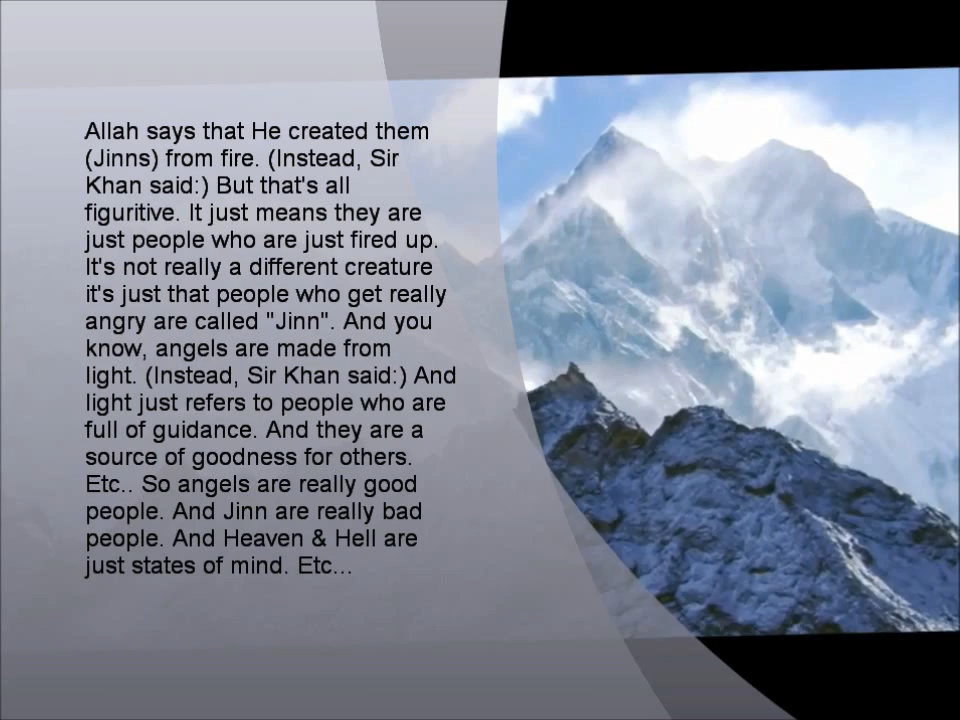 Allah says that He created them
(Jinns) from fire. (Instead, Sir
Khan said:) But that's all
figuritive. It just means they are
just people who are just fired up.
It's not really a different creature
it's just that people who get really
angry are called "Jinn". And you
know, angels are made from
light. (Instead, Sir Khan said:) And
light just refers to people who are
full of guidance. And they are a
source of goodness for others.
Etc.. So angels are really good
people. And Jinn are really bad
people. And Heaven & Hell are
just states of mind. Etc...